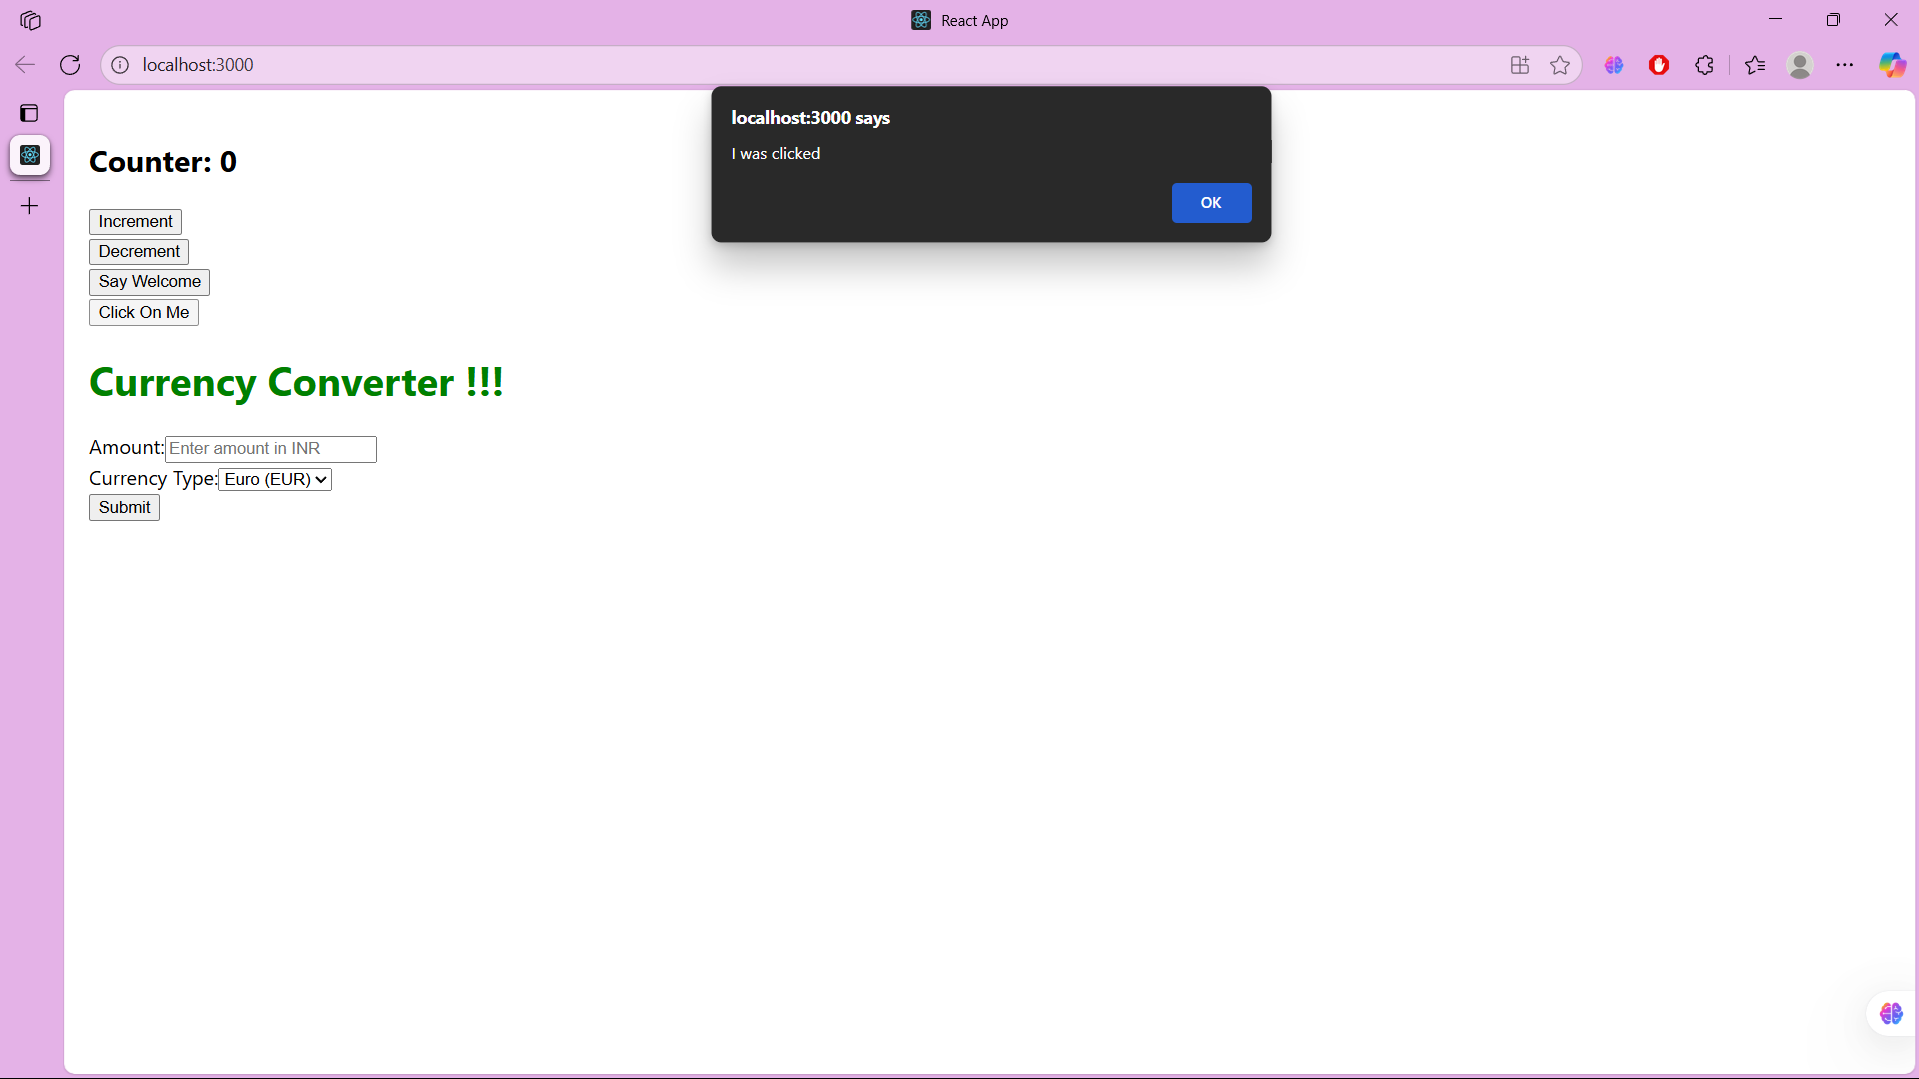 React App
localhost:3000
localhost:3000 says
I was clicked
OK
Counter: 0
Increment
Decrement
Say Welcome
Click On Me
Currency Converter !!!
Amount: Enter amount in INR
Currency Type: Euro (EUR)
Submit